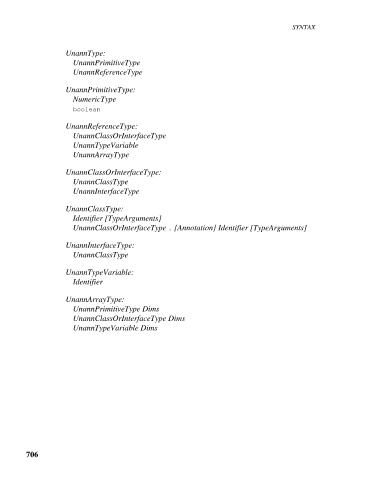 SYNTAX
UnannType:
UnannPrimitiveType
UnannReferenceType
UnannPrimitiveType:
NumericType
boolean
UnannReferenceType:
UnannClassOrInterfaceType
UnannTypeVariable
UnannArrayType
UnannClassOrInterfaceType:
UnannClassType
UnannInterfaceType
UnannClassType:
Identifier [TypeArguments]
UnannClassOrInterfaceType . {Annotation} Identifier [TypeArguments]
UnannInterfaceType:
UnannClassType
UnannTypeVariable:
Identifier
UnannArrayType:
UnannPrimitiveType Dims
UnannClassOrInterfaceType Dims
UnannTypeVariable Dims
706